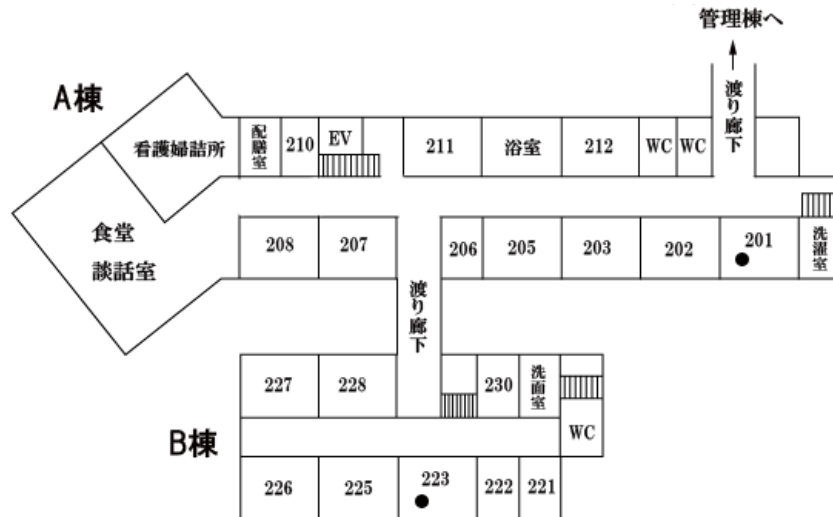 管理棟へ
A棟
看護婦詰所
配膳室
210
EV
211
浴室
212
WC
WC
渡り廊下
食堂
談話室
208
207
206
205
203
202
201
洗濯室
渡り廊下
227
228
230
洗面室
WC
B棟
226
225
223
222
221